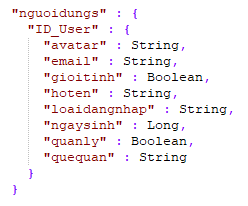 "nguoidungs" : {
"ID_User" : {
"avatar" : String,
"email" : String,
"gioitinh" : Boolean,
"hoten" : String,
"loaidangnhap" : String,
"ngaysinh" : Long,
"quanly" : Boolean,
"quequan" : String
}
}